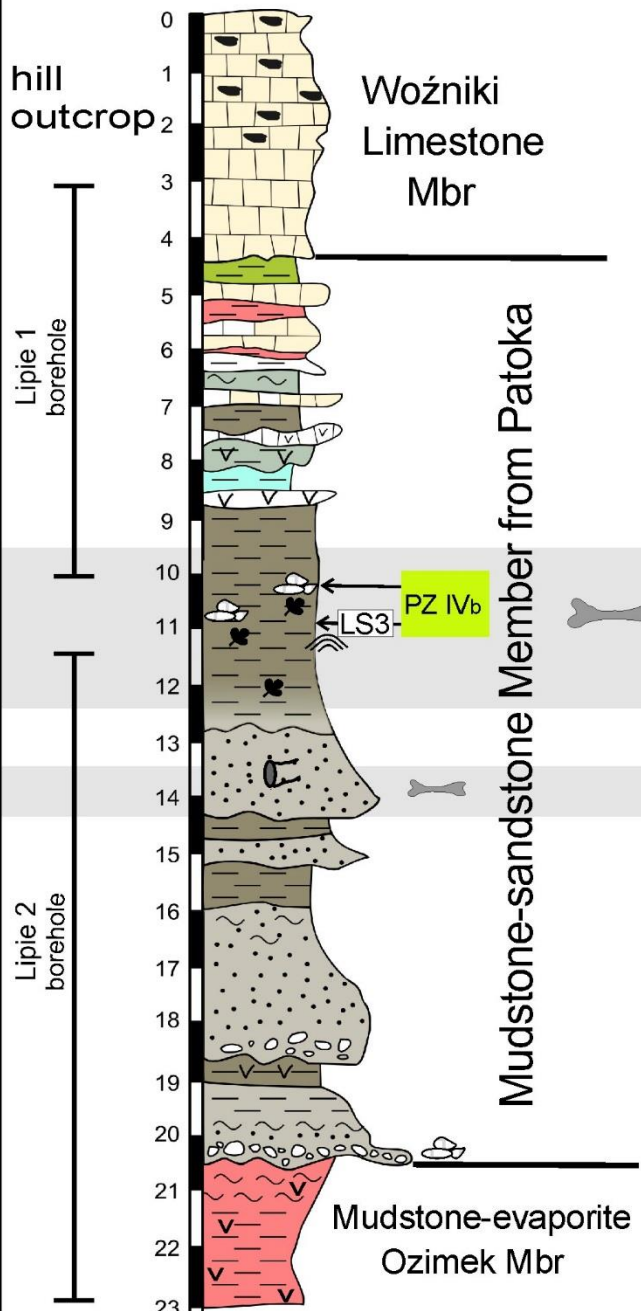 hill
outcrop
Lipie 1
borehole
Lipie 2
borehole
0
1
2
3
4
5
6
7
8
9
10
11
12
13
14
15
16
17
18
19
20
21
22
23
Woźniki
Limestone
Mbr
PZ IVb
LS3
Mudstone-sandstone Member from Patoka
Mudstone-evaporite
Ozimek Mbr